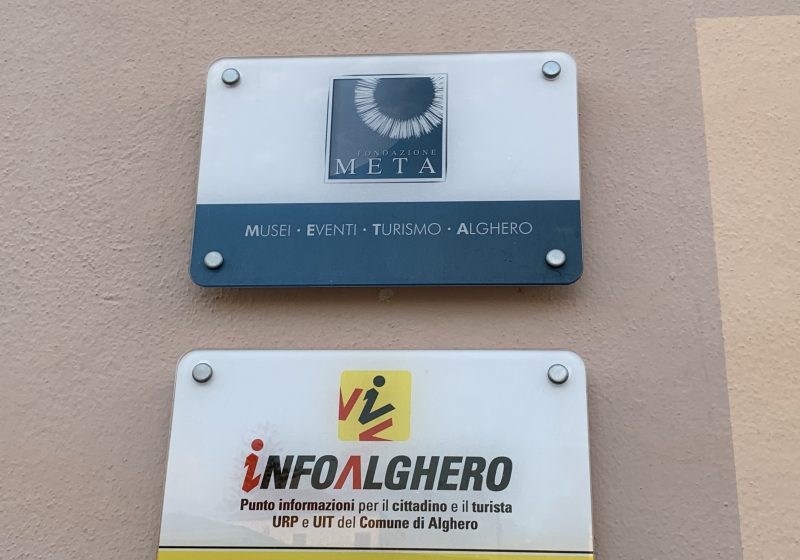 FONDAZIONE
META
MUSEI · EVENTI · TURISMO · ALGHERO
iNFOALGHERO
Punto informazioni per il cittadino e il turista
URP e UIT del Comune di Alghero